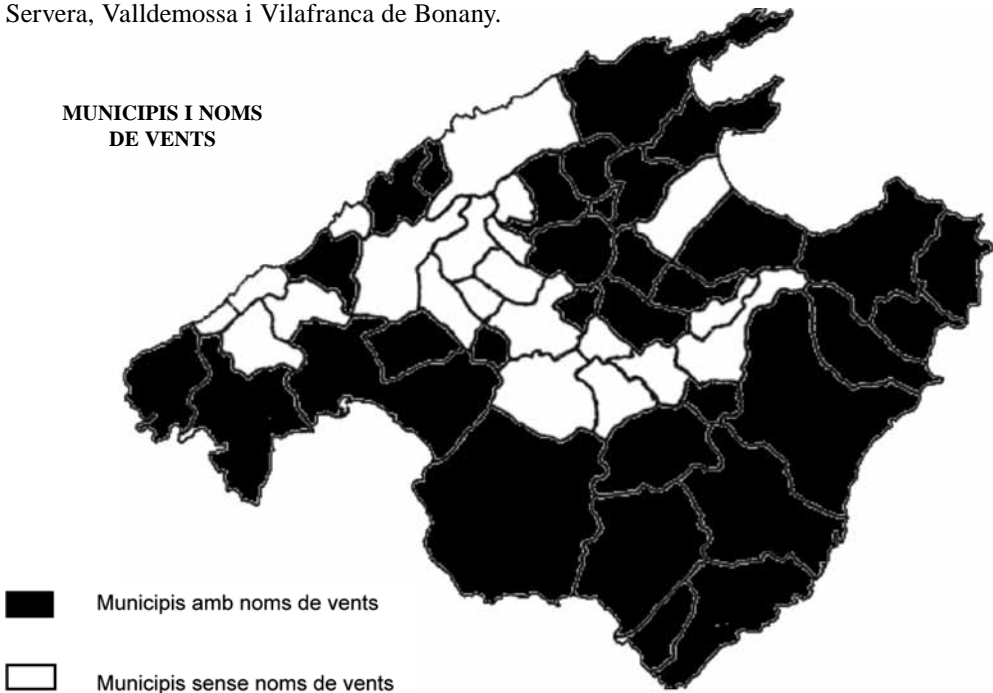 Servera, Valldemossa i Vilafranca de Bonany.
MUNICIPIS I NOMS
DE VENTS
Municipis amb noms de vents
Municipis sense noms de vents